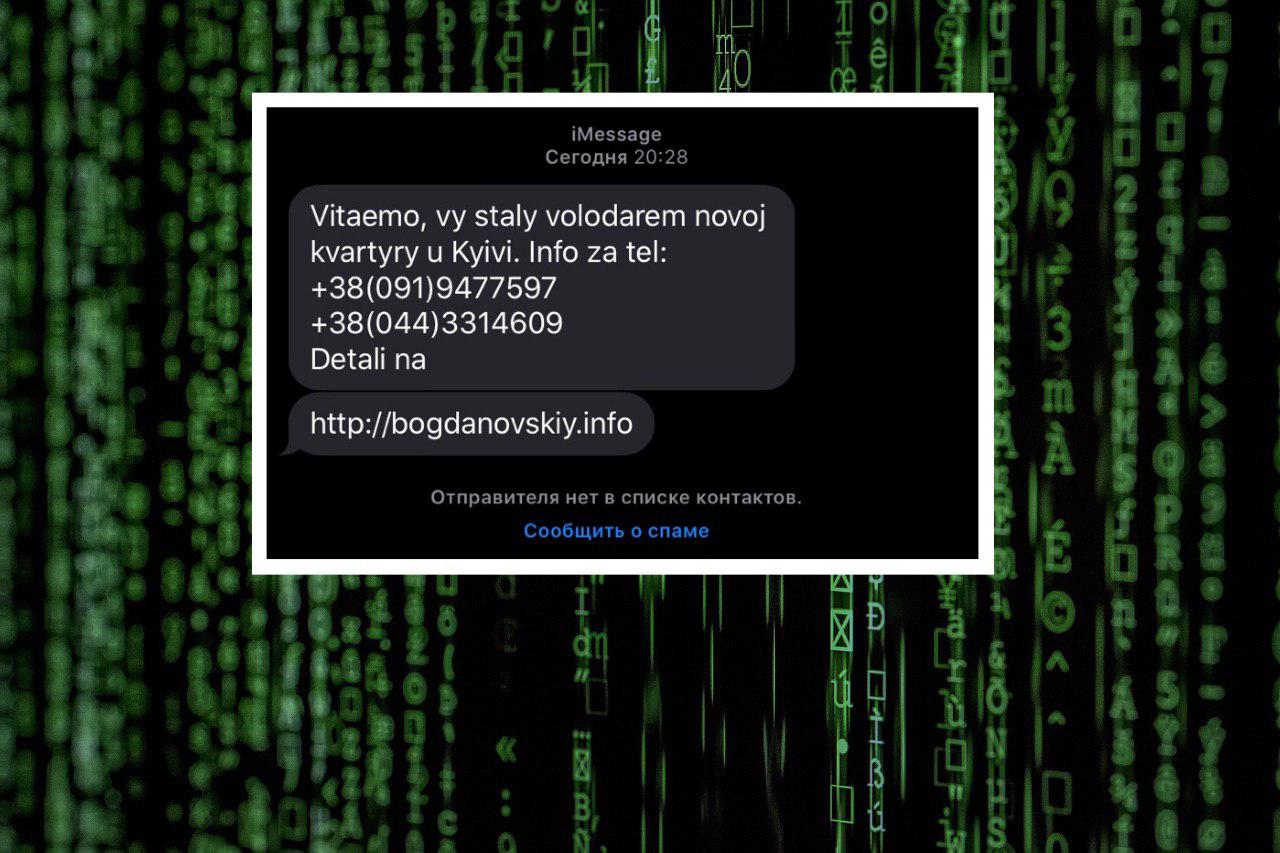 iMessage
Сегодня 20:28
Vitaemo, vy staly volodarem novoj
kvartyry u Kyivi. Info za tel:
+38(091)9477597
+38(044)3314609
Detali na
http://bogdanovskiy.info
Отправителя нет в списке контактов.
Сообщить о спаме